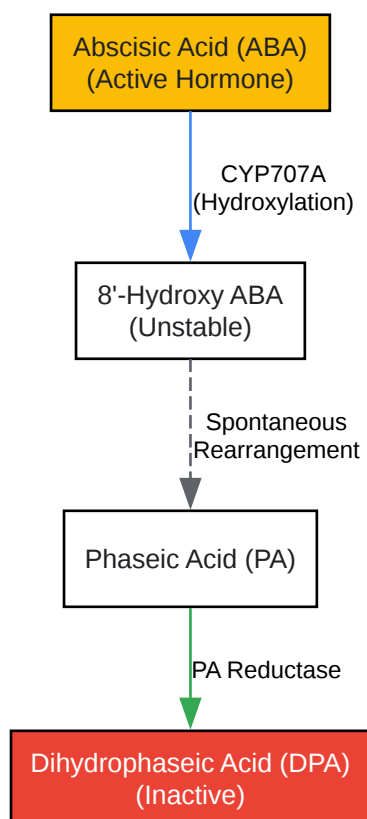 Abscisic Acid (ABA)
(Active Hormone)
CYP707A
(Hydroxylation)
8'-Hydroxy ABA
(Unstable)
Spontaneous
Rearrangement
Phaseic Acid (PA)
PA Reductase
Dihydrophaseic Acid (DPA)
(Inactive)